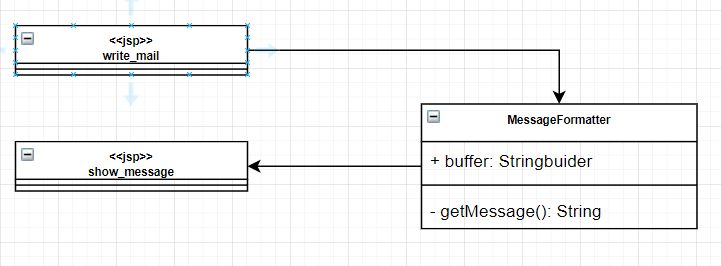 <<jsp>>
write_mail
MessageFormatter
+ buffer: Stringbuider
- getMessage(): String
<<jsp>>
show_message